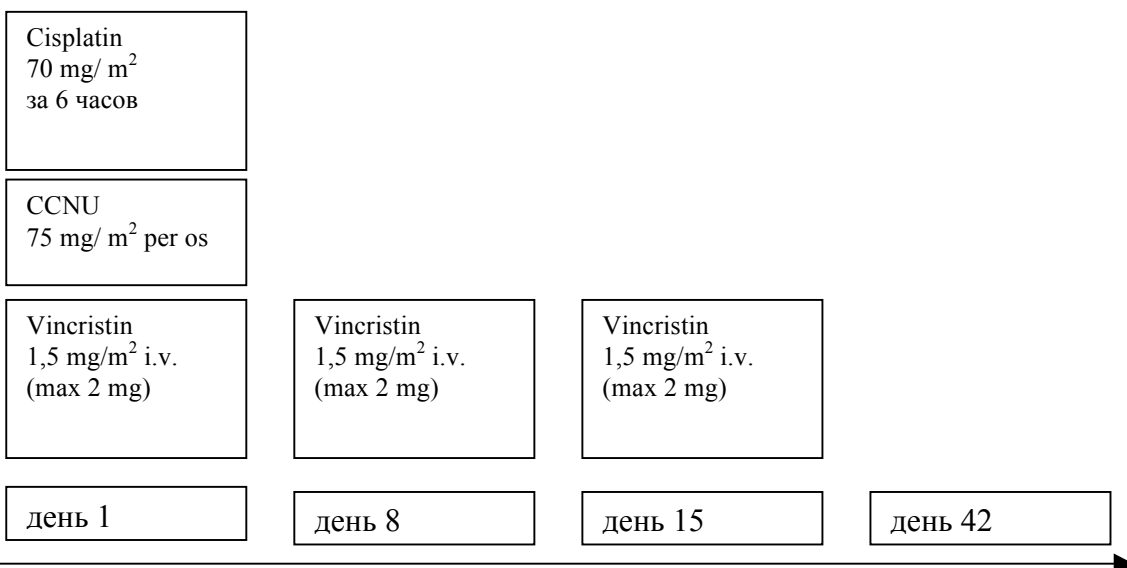 Cisplatin
70 mg/ m²
за 6 часов
CCNU
75 mg/ m² per os
Vincristin
1,5 mg/m² i.v.
(max 2 mg)
Vincristin
1,5 mg/m² i.v.
(max 2 mg)
Vincristin
1,5 mg/m² i.v.
(max 2 mg)
день 1
день 8
день 15
день 42